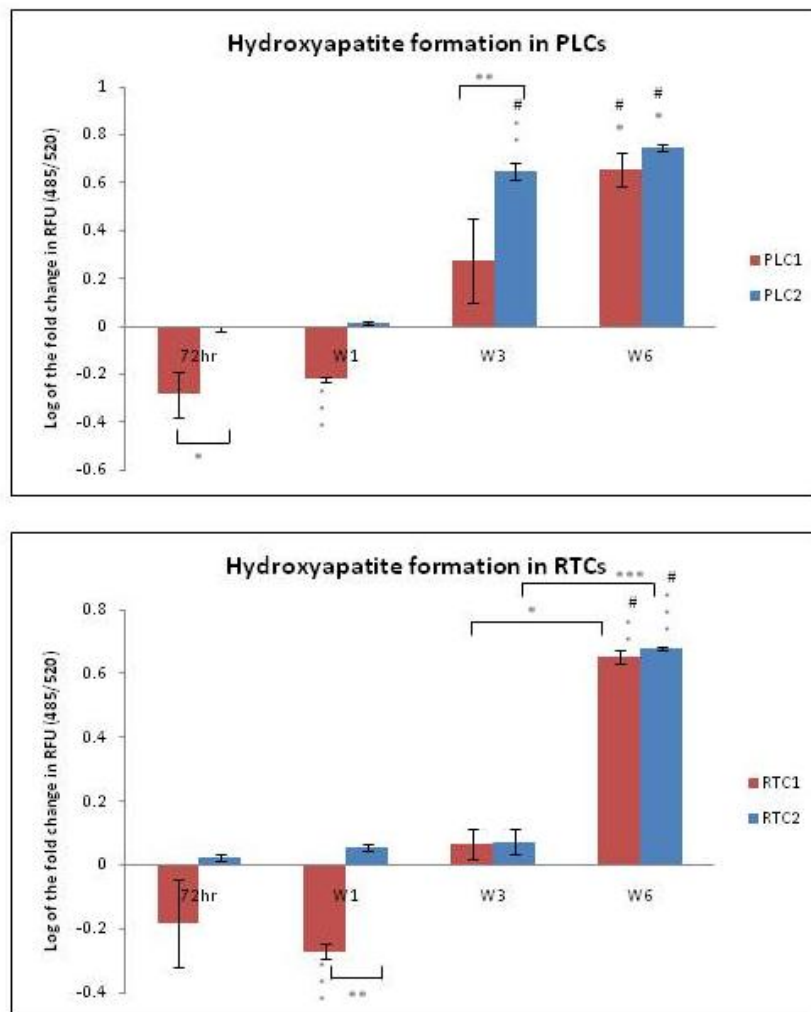 Hydroxyapatite formation in PLCs
Log of the fold change in RFU (485/520)
1
0.8
0.6
0.4
0.2
0
-0.2
-0.4
-0.6
**
#
#
#
*
*
*
72hr
W1
W3
W6
PLC1
PLC2
Hydroxyapatite formation in RTCs
Log of the fold change in RFU (485/520)
0.8
0.6
0.4
0.2
0
-0.2
-0.4
***
#
*
#
**
72hr
W1
W3
W6
RTC1
RTC2